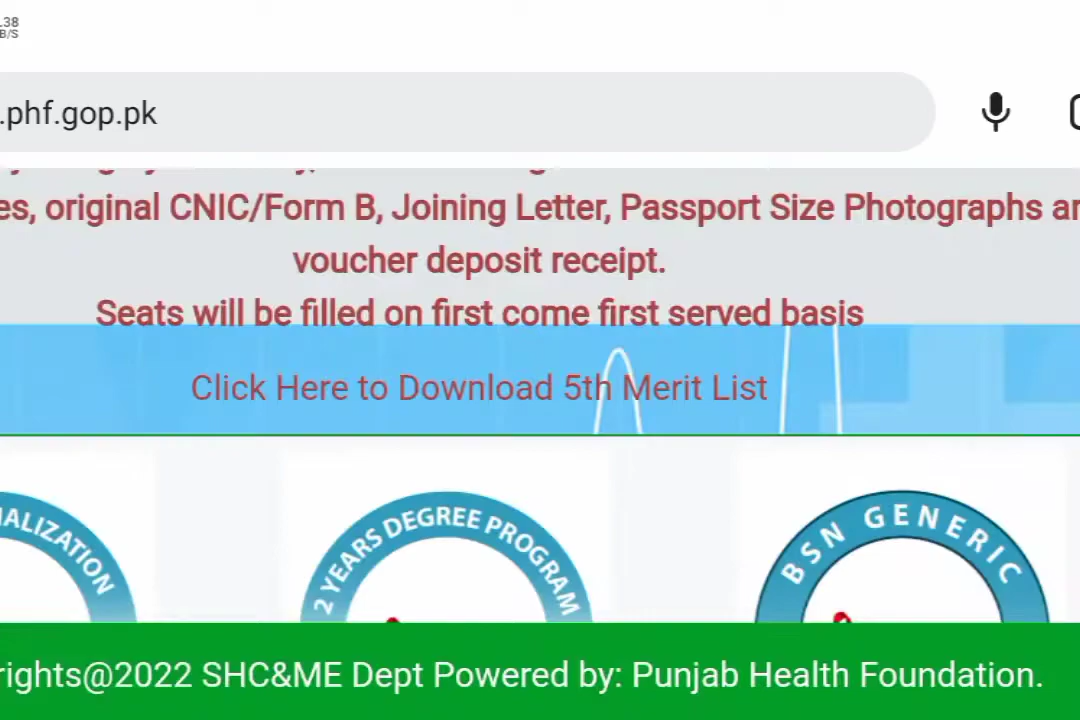 .38
B/S
.phf.gop.pk
es, original CNIC/Form B, Joining Letter, Passport Size Photographs
voucher deposit receipt.
Seats will be filled on first come first served basis
Click Here to Download 5th Merit List
IALIZATION
2 YEARS DEGREE PROGRAM
BSN GENERIC
rights@2022 SHC&ME Dept Powered by: Punjab Health Foundation.